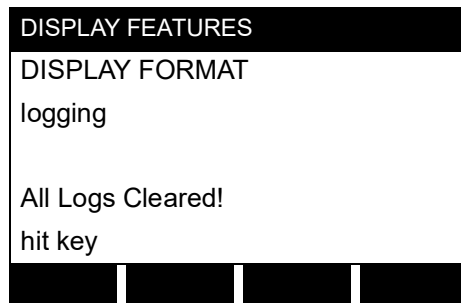 DISPLAY FEATURES
DISPLAY FORMAT
logging
All Logs Cleared!
hit key